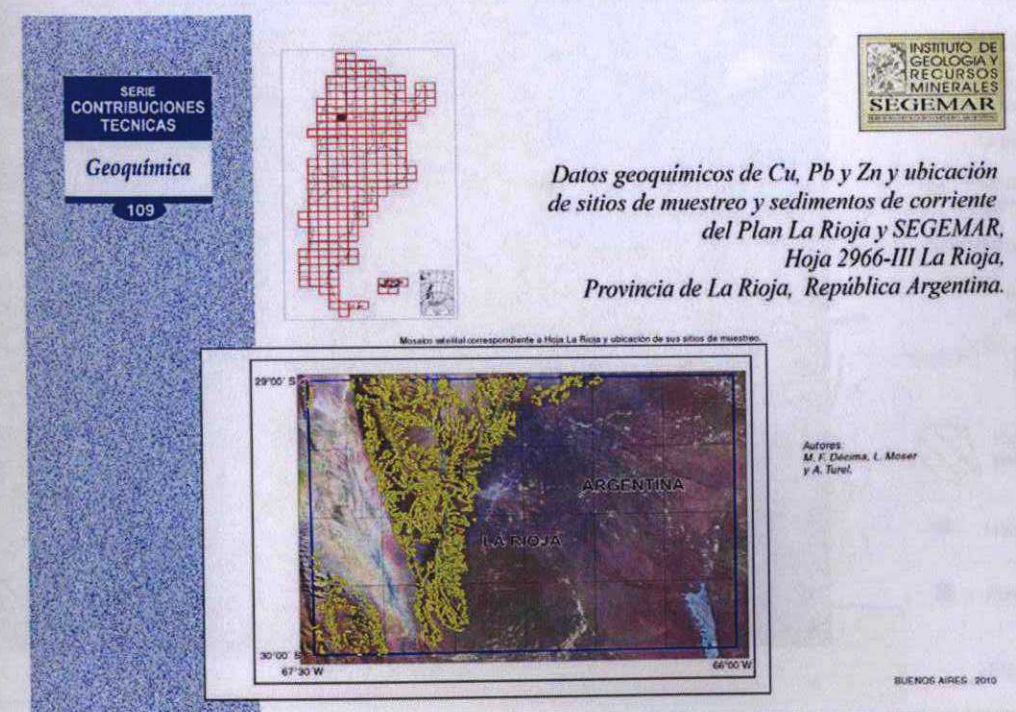 SERIE
CONTRIBUCIONES
TECNICAS
Geoquímica
109
INSTITUTO DE
GEOLOGIA Y
RECURSOS
MINERALES
SEGEMAR
Datos geoquímicos de Cu, Pb y Zn y ubicación
de sitios de muestreo y sedimentos de corriente
del Plan La Rioja y SEGEMAR,
Hoja 2966-III La Rioja,
Provincia de La Rioja, República Argentina.
Mosaico satelital correspondiente a Hoja La Rioja y ubicación de sus sitios de muestreo.
29°00' S
ARGENTINA
LA RIOJA
30°00' S
67°30' W
66°00' W
Autores:
M. F. Décima, L. Moser
y A. Turel.
BUENOS AIRES 2010